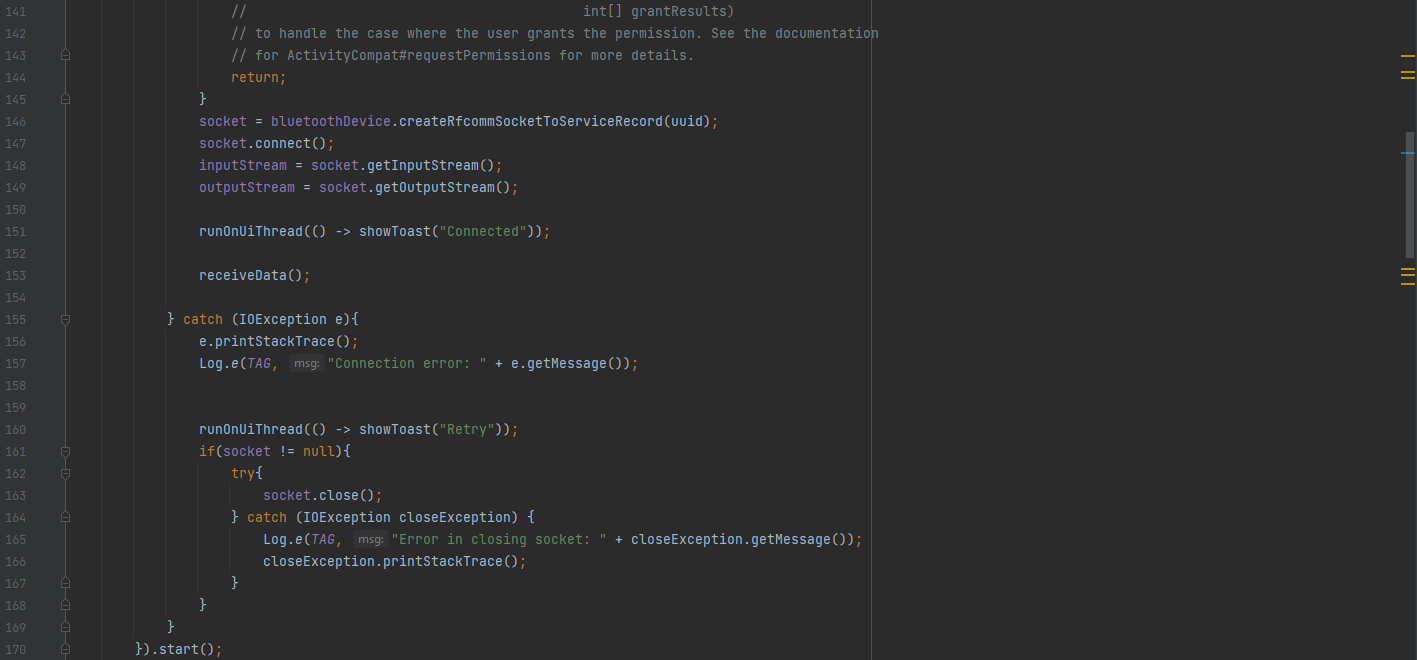 141 // int[] grantResults)
142 // to handle the case where the user grants the permission. See the documentation
143 // for ActivityCompat#requestPermissions for more details.
144 return;
145 }
146 socket = bluetoothDevice.createRfcommSocketToServiceRecord(uuid);
147 socket.connect();
148 inputStream = socket.getInputStream();
149 outputStream = socket.getOutputStream();
150
151 runOnUiThread(() -> showToast("Connected"));
152
153 receiveData();
154
155 } catch (IOException e){
156 e.printStackTrace();
157 Log.e(TAG, msg: "Connection error: " + e.getMessage());
158
159
160 runOnUiThread(() -> showToast("Retry"));
161 if(socket != null){
162 try{
163 socket.close();
164 } catch (IOException closeException) {
165 Log.e(TAG, msg: "Error in closing socket: " + closeException.getMessage());
166 closeException.printStackTrace();
167 }
168 }
169 }
170 }).start();